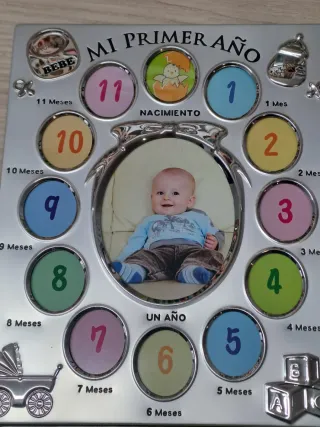 MI PRIMER AÑO
BEBE
NACIMIENTO
11
1
11 Meses
1 Mes
10
2
10 Meses
2 Mes
9
3
9 Meses
3 Me
8
4
8 Meses
4 Meses
UN AÑO
7
6
5
7 Meses
5 Meses
6 Meses